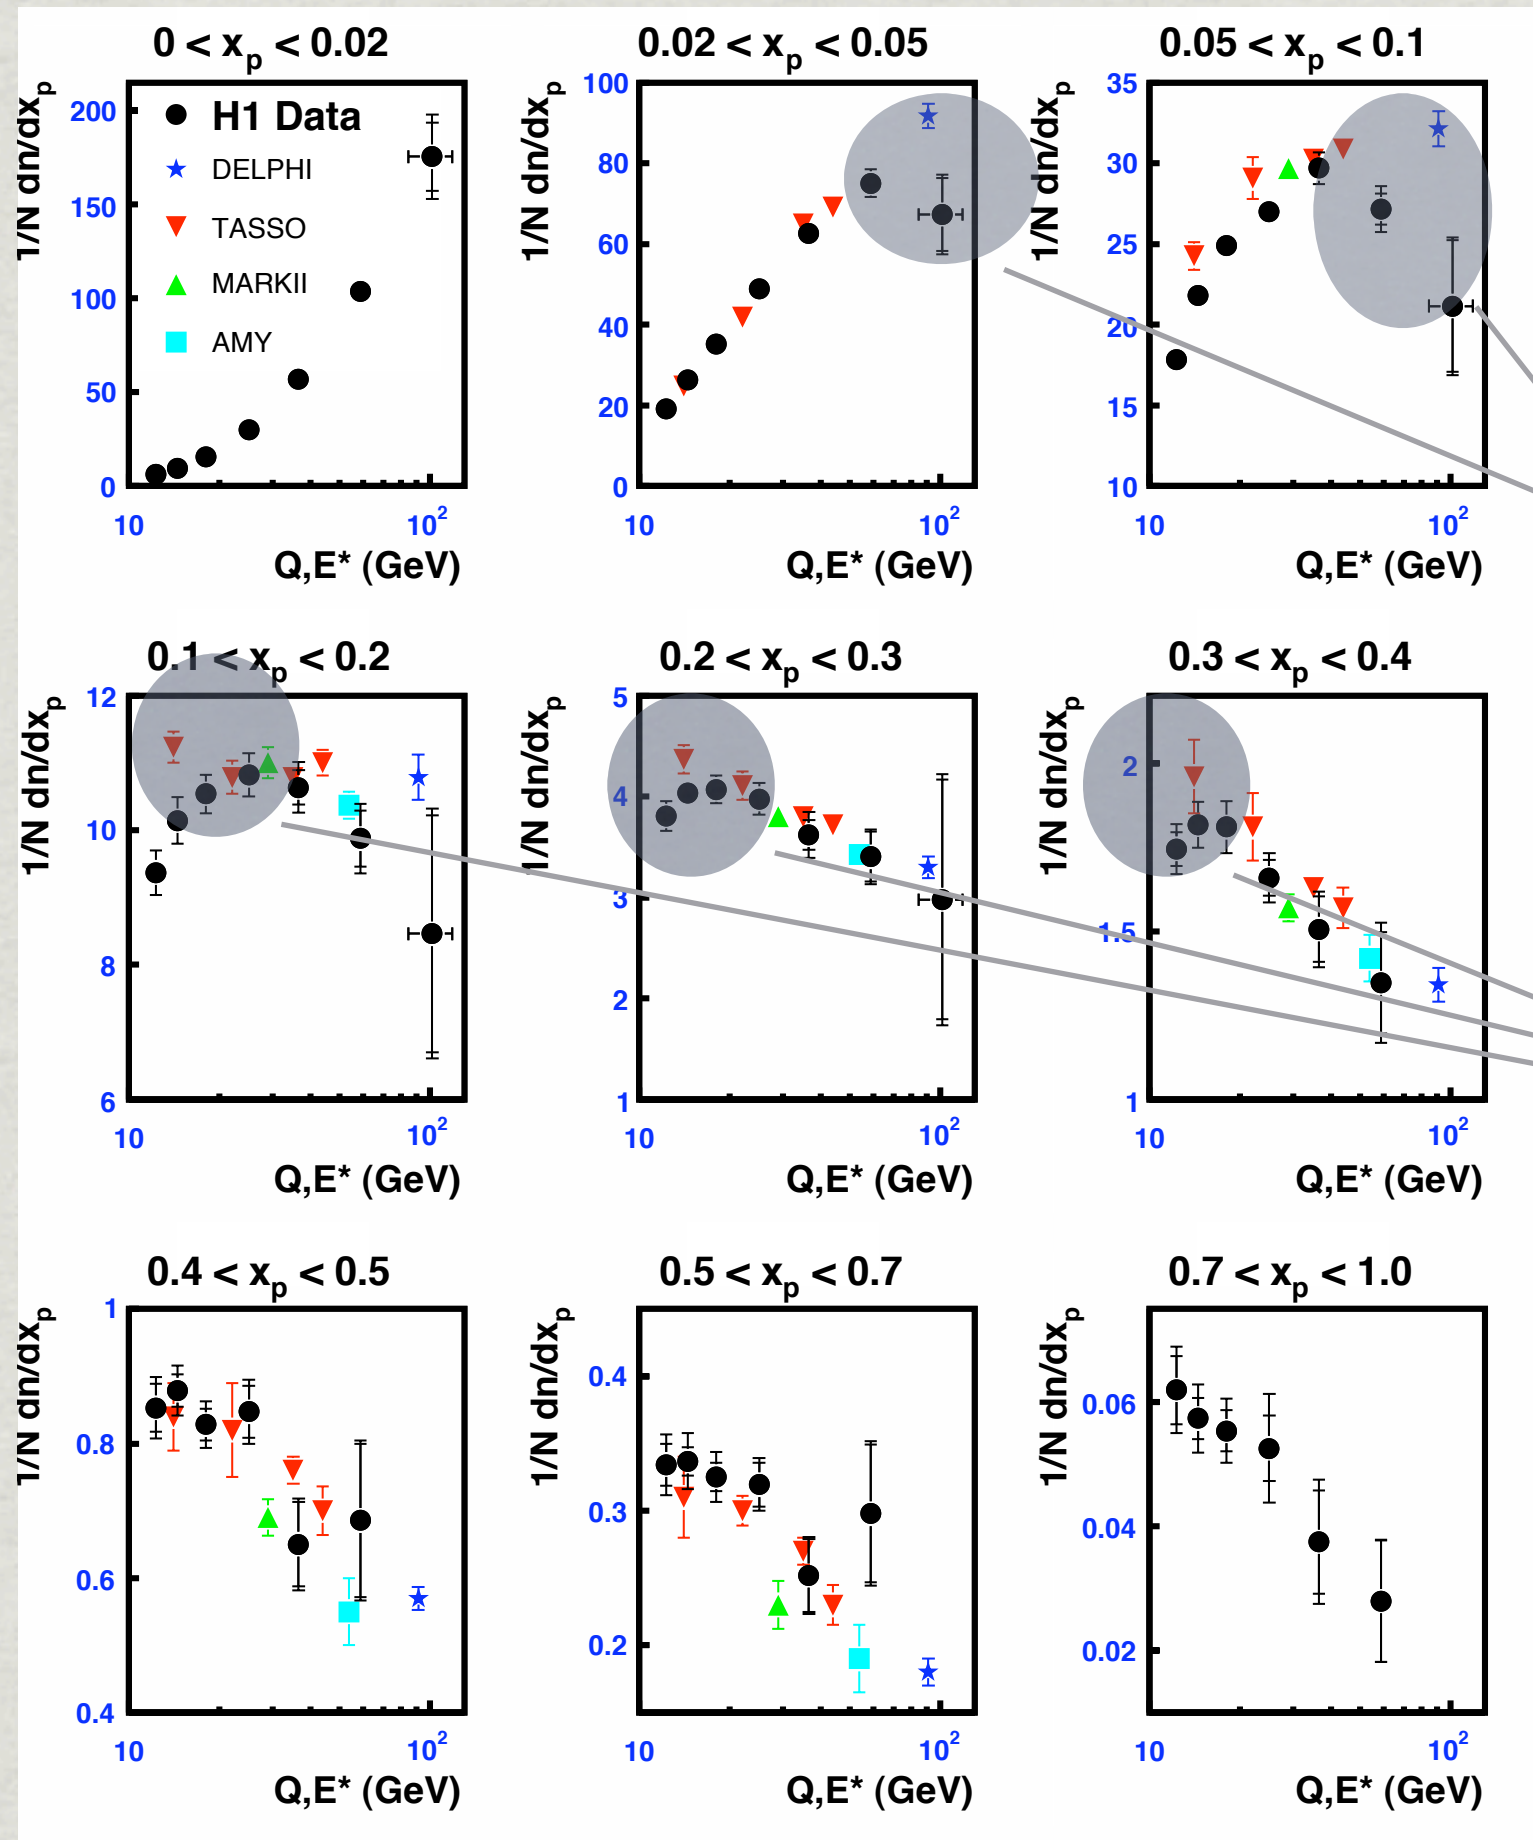 0 < xp < 0.02
0.02 < xp < 0.05
0.05 < xp < 0.1
1/N dn/dxp
200
150
100
50
0
H1 Data
DELPHI
TASSO
MARKII
AMY
10
10²
Q,E* (GeV)
1/N dn/dxp
100
80
60
40
20
0
10
10²
Q,E* (GeV)
1/N dn/dxp
35
30
25
20
15
10
10
10²
Q,E* (GeV)
0.1 < xp < 0.2
0.2 < xp < 0.3
0.3 < xp < 0.4
1/N dn/dxp
12
10
8
6
10
10²
Q,E* (GeV)
1/N dn/dxp
5
4
3
2
1
10
10²
Q,E* (GeV)
1/N dn/dxp
2
1.5
1
10
10²
Q,E* (GeV)
0.4 < xp < 0.5
0.5 < xp < 0.7
0.7 < xp < 1.0
1/N dn/dxp
1
0.8
0.6
0.4
10
10²
Q,E* (GeV)
1/N dn/dxp
0.4
0.3
0.2
10
10²
Q,E* (GeV)
1/N dn/dxp
0.06
0.04
0.02
10
10²
Q,E* (GeV)